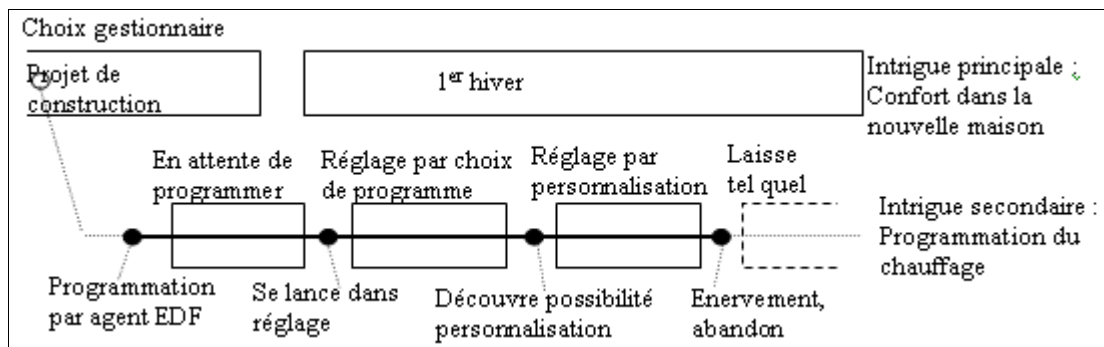 Choix gestionnaire
Projet de
construction
1er hiver
Intrigue principale :
Confort dans la
nouvelle maison
En attente de
programmer
Réglage par choix
de programme
Réglage par
personnalisation
Laisse
tel quel
Intrigue secondaire :
Programmation du
chauffage
Programmation
par agent EDF
Se lance dans
réglage
Découvre possibilité
personnalisation
Enervement,
abandon